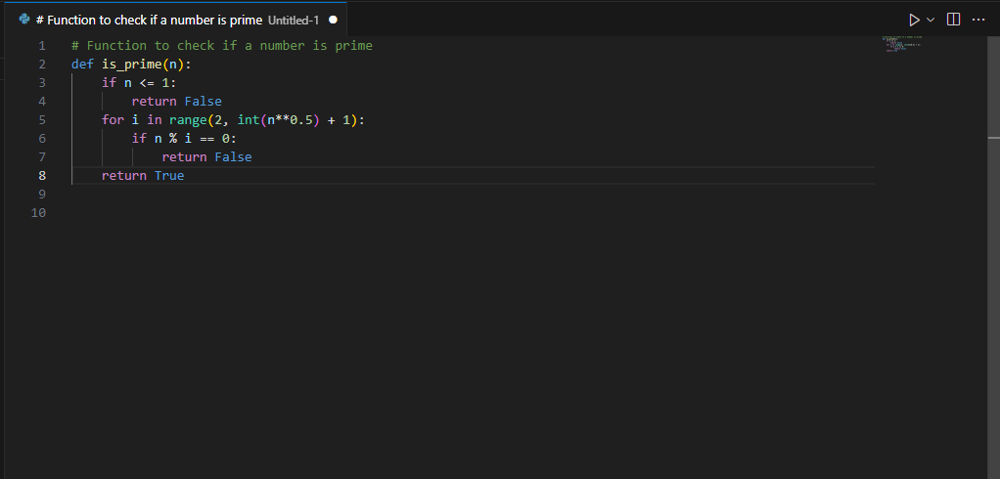 # Function to check if a number is prime Untitled-1
1 # Function to check if a number is prime
2 def is_prime(n):
3     if n <= 1:
4         return False
5     for i in range(2, int(n**0.5) + 1):
6         if n % i == 0:
7             return False
8     return True
9
10